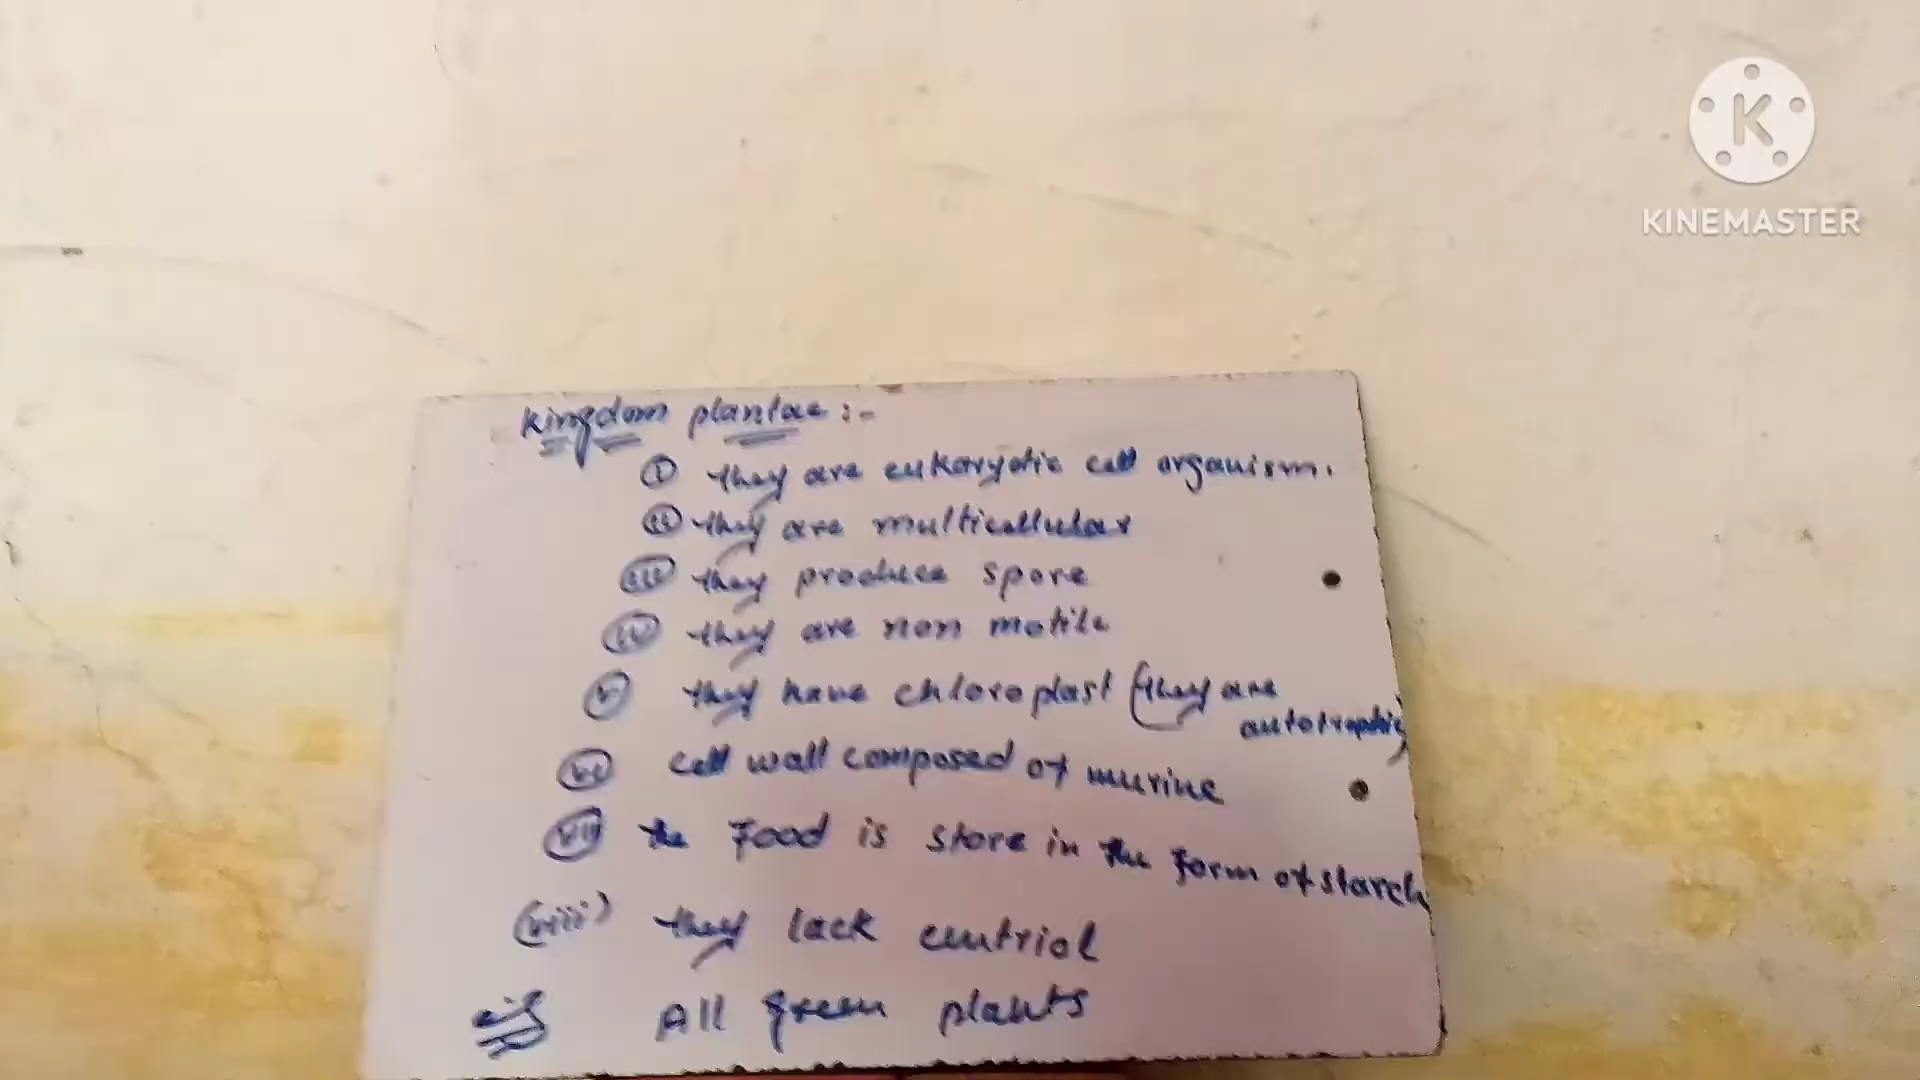 Kingdom plantae :-
(i) they are eukaryotic cell organism.
(ii) they are multicellular
(iii) they produce spore
(iv) they are non motile
(v) they have chloroplast (they are
autotrophic)
(vi) cell wall composed of murine
(vii) the Food is store in the form of starch
(viii) they lack centriol
eg All green plants
K
KINEMASTER